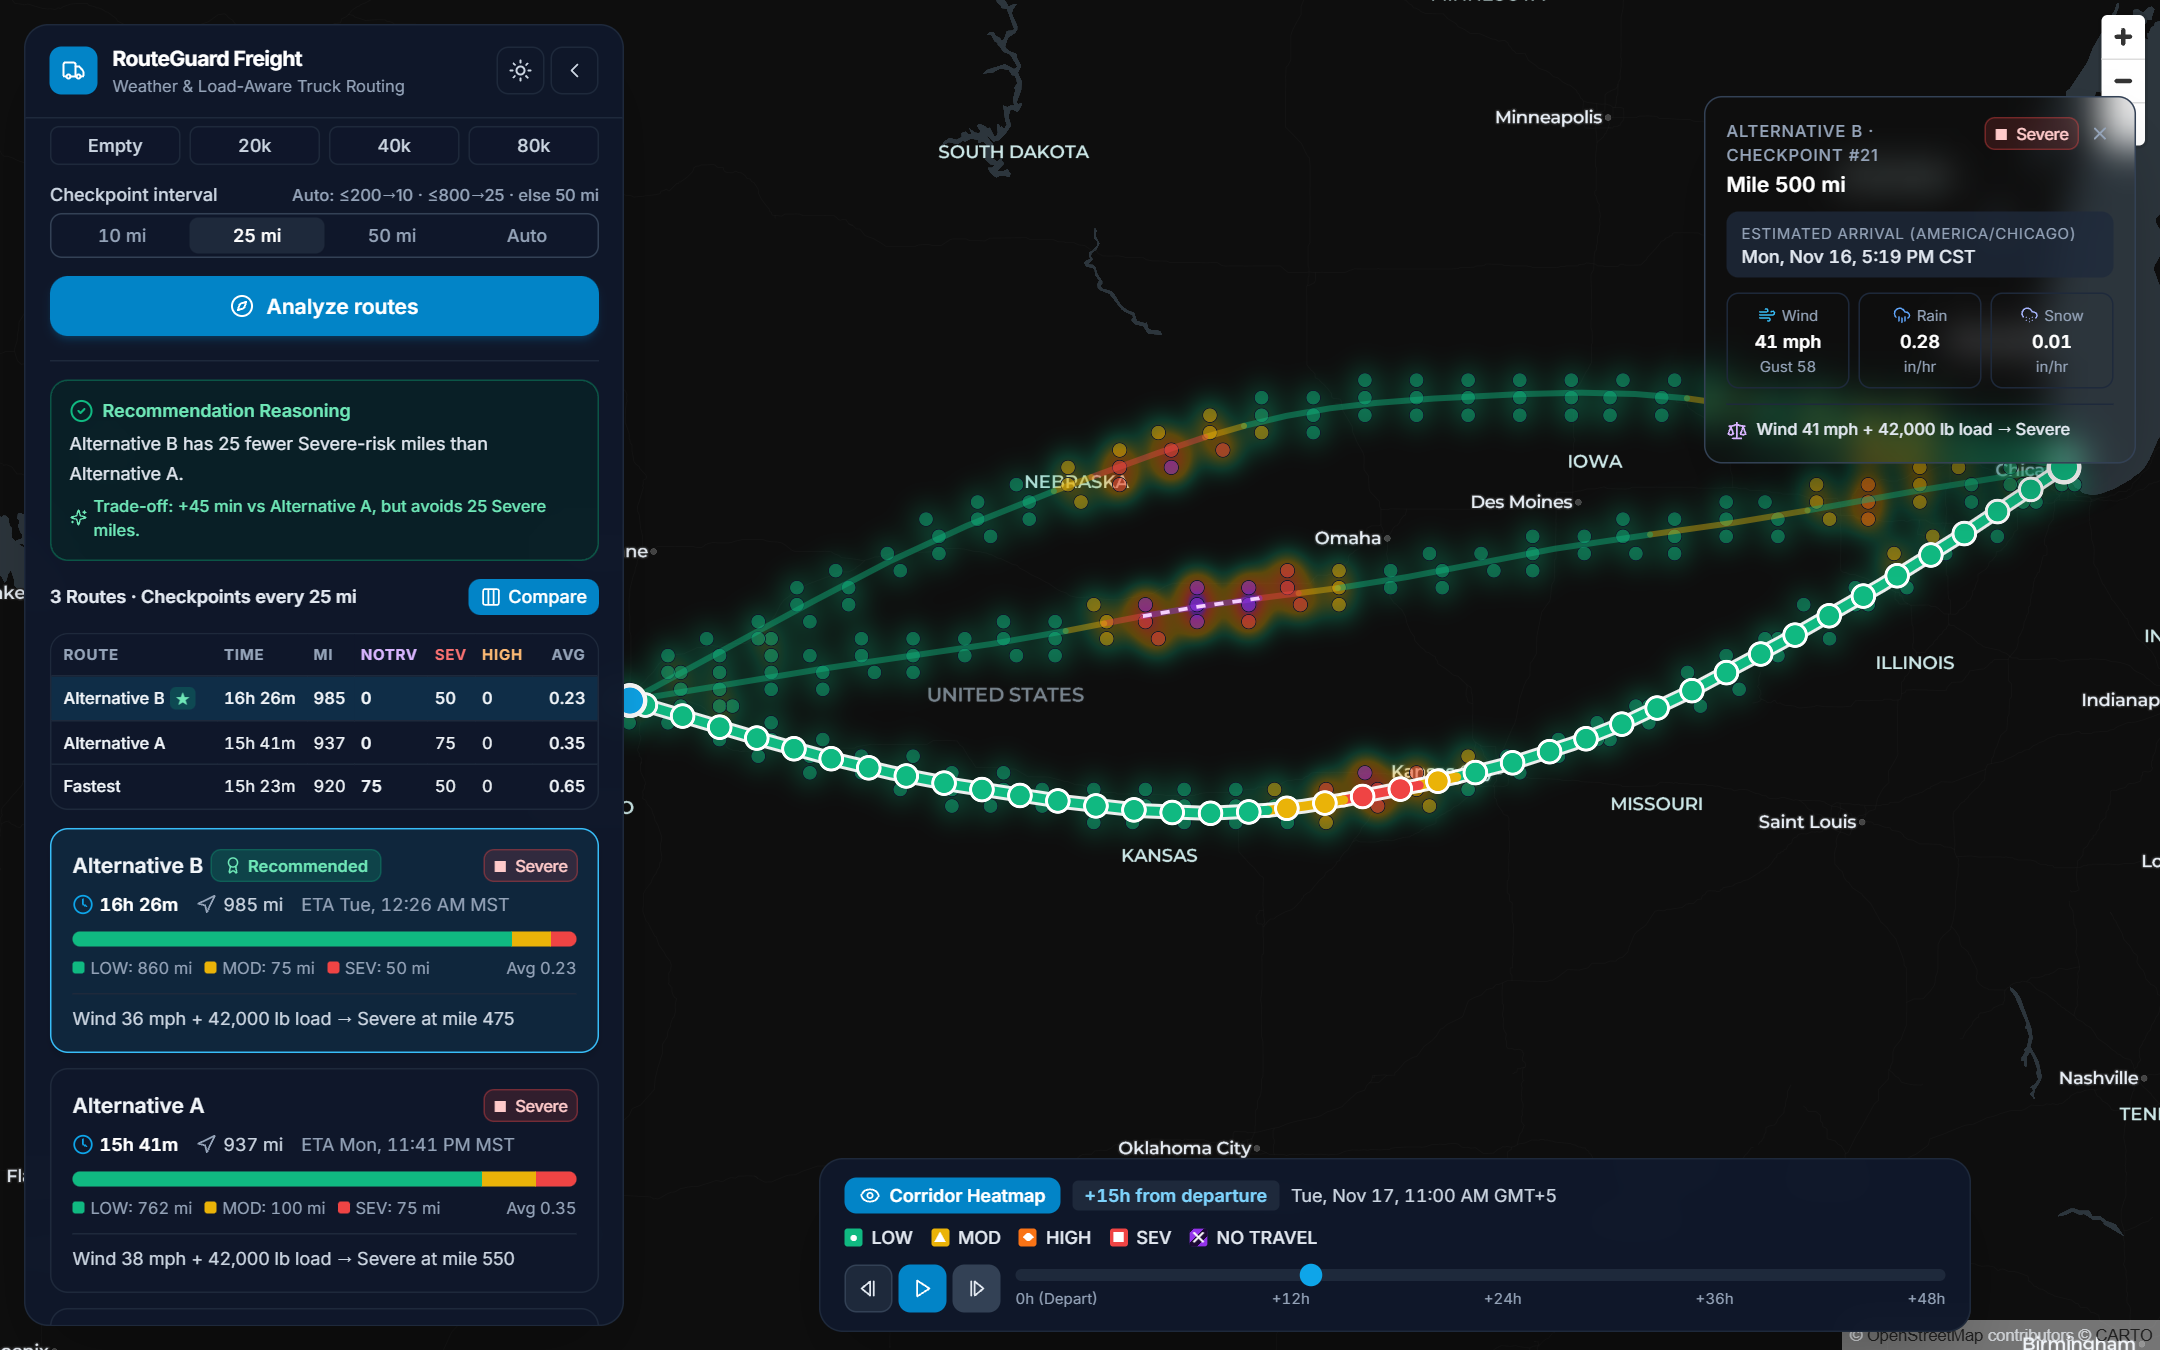 RouteGuard Freight
Weather & Load-Aware Truck Routing
Empty
20k
40k
80k
Checkpoint interval
Auto: ≤200→10 · ≤800→25 · else 50 mi
10 mi
25 mi
50 mi
Auto
Analyze routes
Recommendation Reasoning
Alternative B has 25 fewer Severe-risk miles than
Alternative A.
Trade-off: +45 min vs Alternative A, but avoids 25 Severe
miles.
3 Routes · Checkpoints every 25 mi
Compare
ROUTE TIME MI NOTRV SEV HIGH AVG
Alternative B 16h 26m 985 0 50 0 0.23
Alternative A 15h 41m 937 0 75 0 0.35
Fastest 15h 23m 920 75 50 0 0.65
Alternative B
Recommended
Severe
16h 26m 985 mi ETA Tue, 12:26 AM MST
LOW: 860 mi MOD: 75 mi SEV: 50 mi Avg 0.23
Wind 36 mph + 42,000 lb load → Severe at mile 475
Alternative A
Severe
15h 41m 937 mi ETA Mon, 11:41 PM MST
LOW: 762 mi MOD: 100 mi SEV: 75 mi Avg 0.35
Wind 38 mph + 42,000 lb load → Severe at mile 550
Minneapolis
SOUTH DAKOTA
NEBRASKA
IOWA
Des Moines
Omaha
UNITED STATES
ILLINOIS
Indianap
MISSOURI
Saint Louis
KANSAS
Nashville
TEN
Oklahoma City
Birmingham
ALTERNATIVE B ·
CHECKPOINT #21
Severe
Mile 500 mi
ESTIMATED ARRIVAL (AMERICA/CHICAGO)
Mon, Nov 16, 5:19 PM CST
Wind
41 mph
Gust 58
Rain
0.28
in/hr
Snow
0.01
in/hr
Wind 41 mph + 42,000 lb load → Severe
Chica
Corridor Heatmap
+15h from departure
Tue, Nov 17, 11:00 AM GMT+5
LOW MOD HIGH SEV NO TRAVEL
0h (Depart) +12h +24h +36h +48h
© OpenStreetMap contributors © CARTO